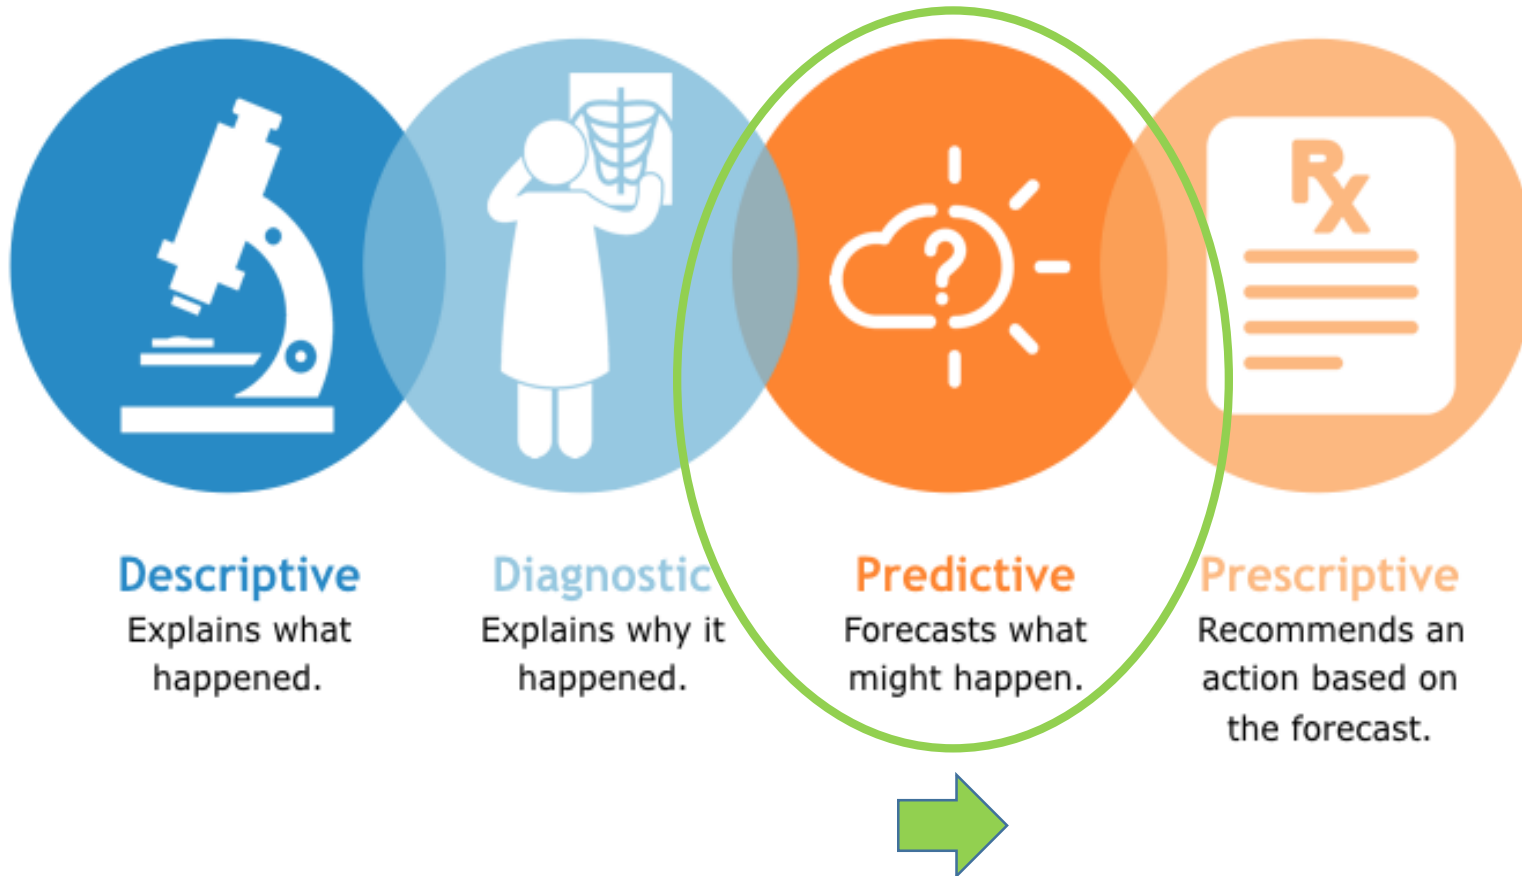 ?
Rx
Descriptive
Explains what
happened.
Diagnostic
Explains why it
happened.
Predictive
Forecasts what
might happen.
Prescriptive
Recommends an
action based on
the forecast.